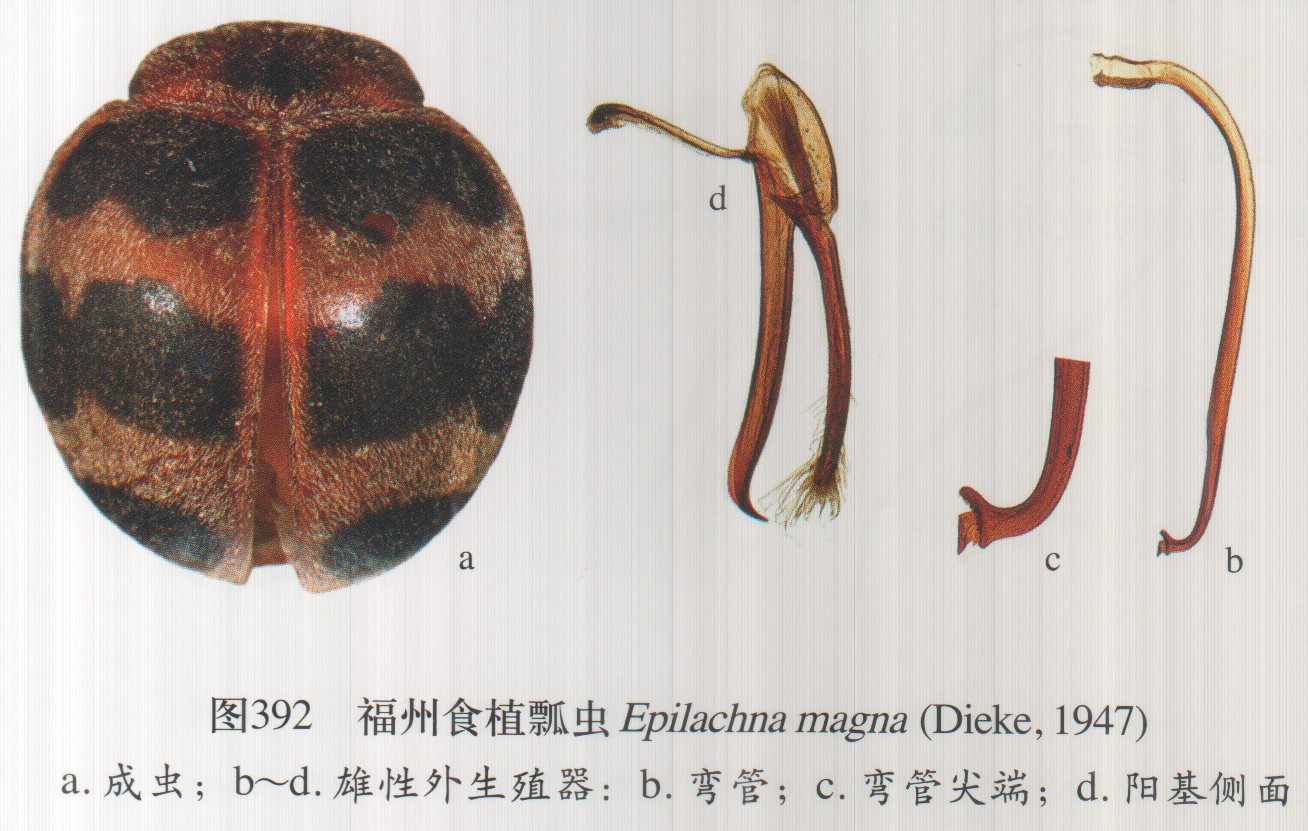 d
a
c
b
图392 福州食植瓢虫 Epilachna magna (Dieke, 1947)
a. 成虫；b～d. 雄性外生殖器：b. 弯管；c. 弯管尖端；d. 阳基侧面